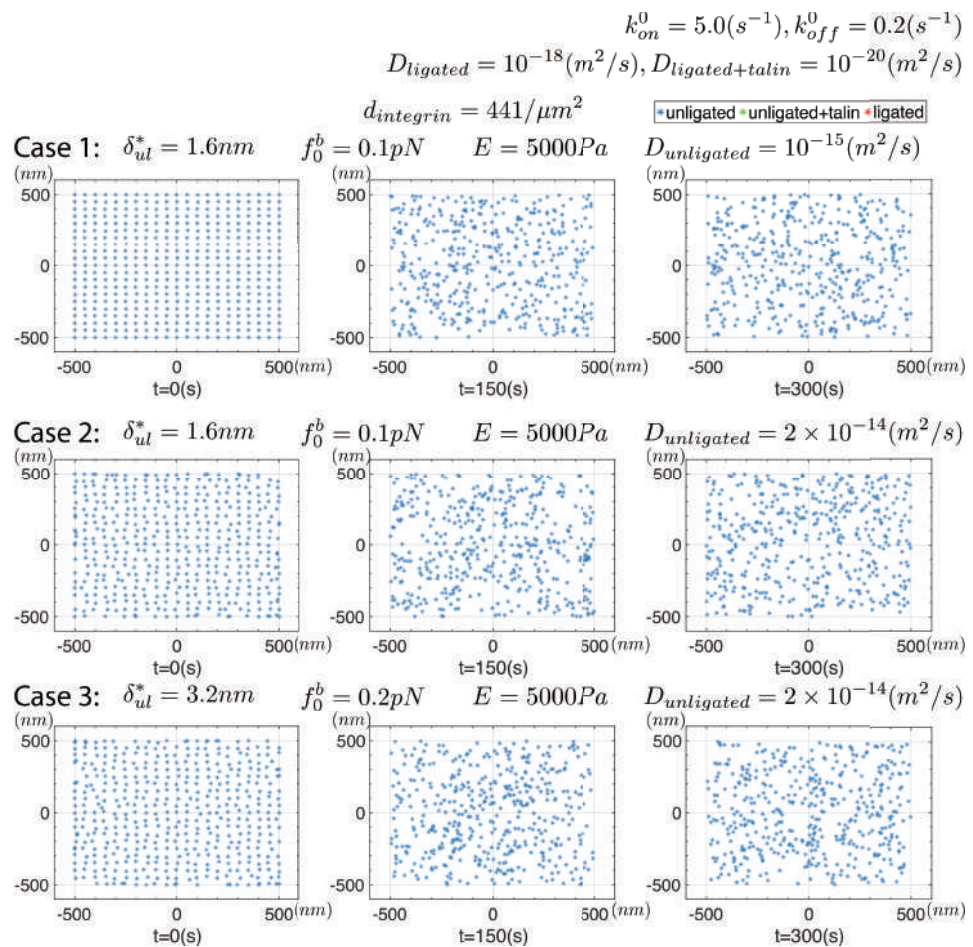 k⁰on = 5.0(s⁻¹), k⁰off = 0.2(s⁻¹)
Dligated = 10⁻¹⁸(m²/s), Dligated+talin = 10⁻²⁰(m²/s)
dintegrin = 441/μm²
*unligated *unligated+talin *ligated
Case 1: δ*ul = 1.6nm f₀ᵇ = 0.1pN E = 5000Pa Dunligated = 10⁻¹⁵(m²/s)
(nm) (nm) (nm)
500 500 500
0 0 0
-500 -500 -500
-500 0 500(nm) -500 0 500(nm) -500 0 500(nm)
t=0(s) t=150(s) t=300(s)
Case 2: δ*ul = 1.6nm f₀ᵇ = 0.1pN E = 5000Pa Dunligated = 2 × 10⁻¹⁴(m²/s)
(nm) (nm) (nm)
500 500 500
0 0 0
-500 -500 -500
-500 0 500(nm) -500 0 500(nm) -500 0 500(nm)
t=0(s) t=150(s) t=300(s)
Case 3: δ*ul = 3.2nm f₀ᵇ = 0.2pN E = 5000Pa Dunligated = 2 × 10⁻¹⁴(m²/s)
(nm) (nm) (nm)
500 500 500
0 0 0
-500 -500 -500
-500 0 500(nm) -500 0 500(nm) -500 0 500(nm)
t=0(s) t=150(s) t=300(s)